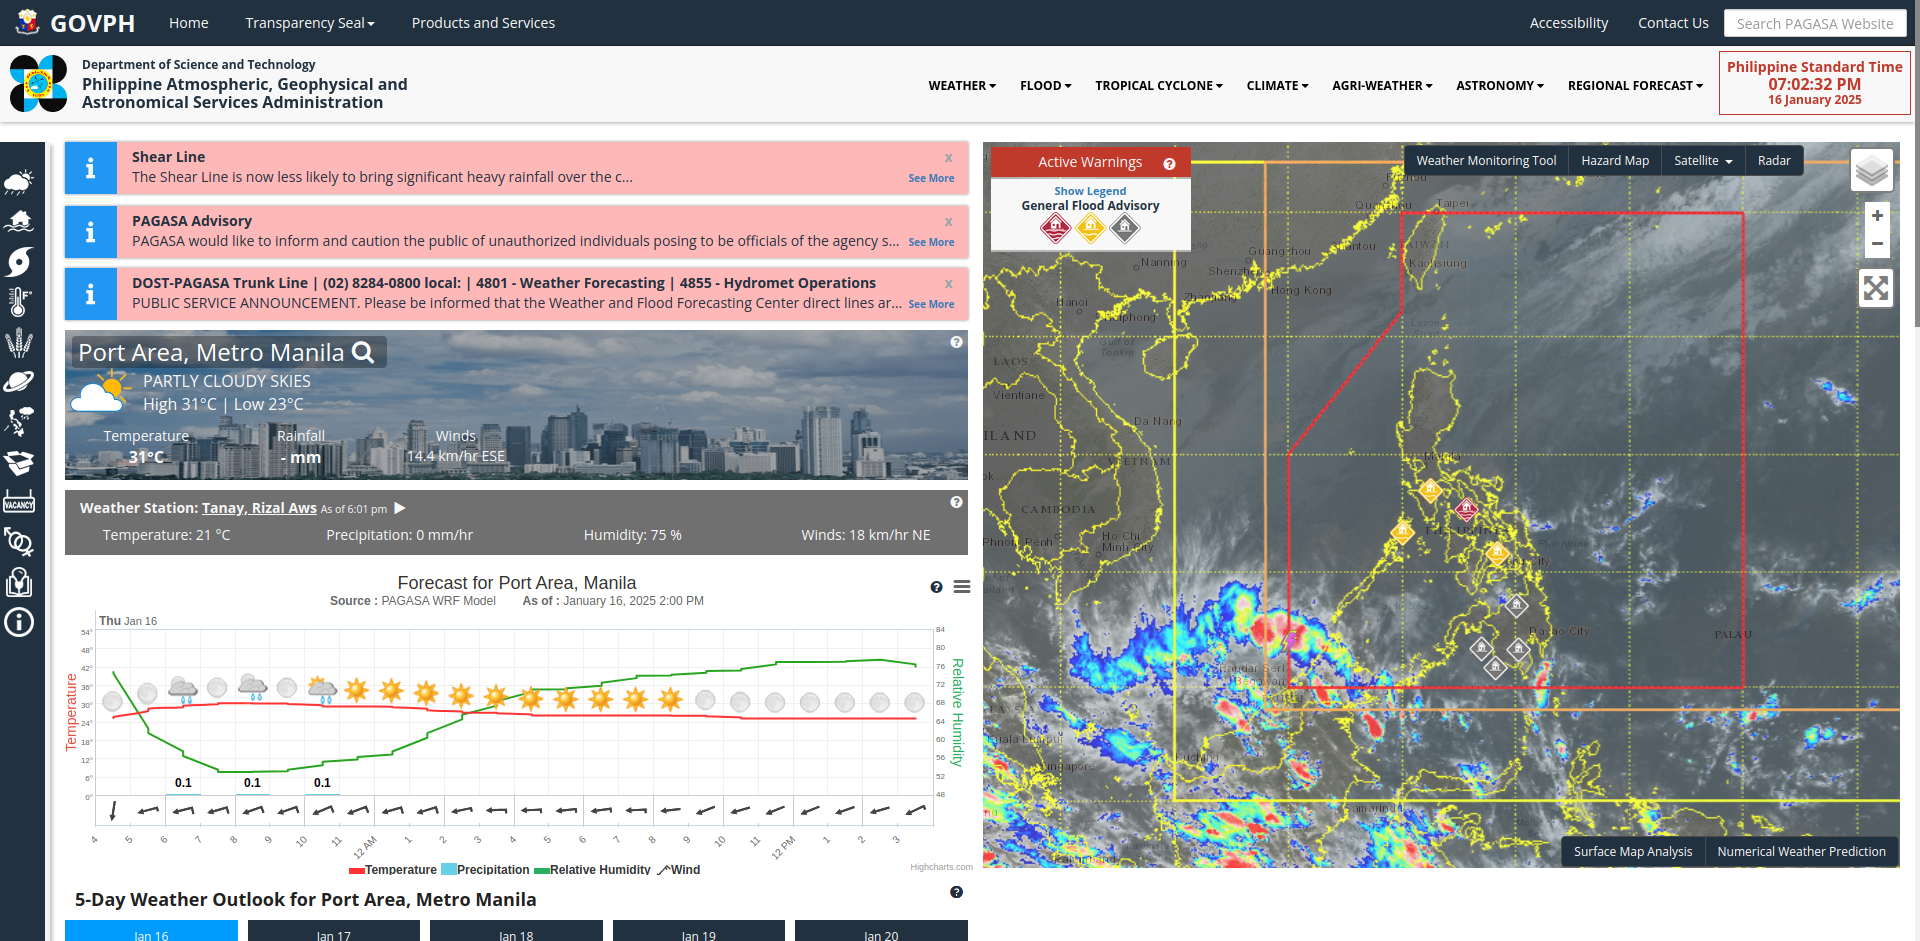 GOVPH
Home
Transparency Seal
Products and Services
Accessibility
Contact Us
Search PAGASA Website
Department of Science and Technology
Philippine Atmospheric, Geophysical and
Astronomical Services Administration
WEATHER
FLOOD
TROPICAL CYCLONE
CLIMATE
AGRI-WEATHER
ASTRONOMY
REGIONAL FORECAST
Philippine Standard Time
07:02:32 PM
16 January 2025
Shear Line
x
The Shear Line is now less likely to bring significant heavy rainfall over the c...
See More
PAGASA Advisory
x
PAGASA would like to inform and caution the public of unauthorized individuals posing to be officials of the agency s...
See More
DOST-PAGASA Trunk Line | (02) 8284-0800 local: | 4801 - Weather Forecasting | 4855 - Hydromet Operations
x
PUBLIC SERVICE ANNOUNCEMENT. Please be informed that the Weather and Flood Forecasting Center direct lines ar...
See More
VACANCY
Port Area, Metro Manila
PARTLY CLOUDY SKIES
High 31°C | Low 23°C
Temperature
31°C
Rainfall
- mm
Winds
14.4 km/hr ESE
Weather Station: Tanay, Rizal Aws As of 6:01 pm
Temperature: 21 °C
Precipitation: 0 mm/hr
Humidity: 75 %
Winds: 18 km/hr NE
Forecast for Port Area, Manila
Source : PAGASA WRF Model
As of : January 16, 2025 2:00 PM
Thu Jan 16
Temperature
54°
48°
42°
36°
30°
24°
18°
12°
6°
0°
84
80
76
72
68
64
60
56
52
48
Relative Humidity
0.1
0.1
0.1
4
5
6
7
8
9
10
11
12 AM
1
2
3
4
5
6
7
8
9
10
11
12 PM
1
2
3
Temperature
Precipitation
Relative Humidity
Wind
Highcharts.com
5-Day Weather Outlook for Port Area, Metro Manila
Jan 16
Jan 17
Jan 18
Jan 19
Jan 20
Active Warnings
Show Legend
General Flood Advisory
Weather Monitoring Tool
Hazard Map
Satellite
Radar
+
−
Taipei
TAIWAN
Kaohsiung
Guangzhou
Shenzhen
Hong Kong
Nanning
Zhanjiang
Hanoi
Haiphong
Gulf of
Tonkin
LAOS
Vientiane
Da Nang
VIETNAM
CAMBODIA
Phnom Penh
Ho Chi
Minh City
Luzon
Manila
Davao City
PALAU
Bandar Seri
Begawan
Kuala Lumpur
Singapore
Kuching
Samarinda
Surface Map Analysis
Numerical Weather Prediction